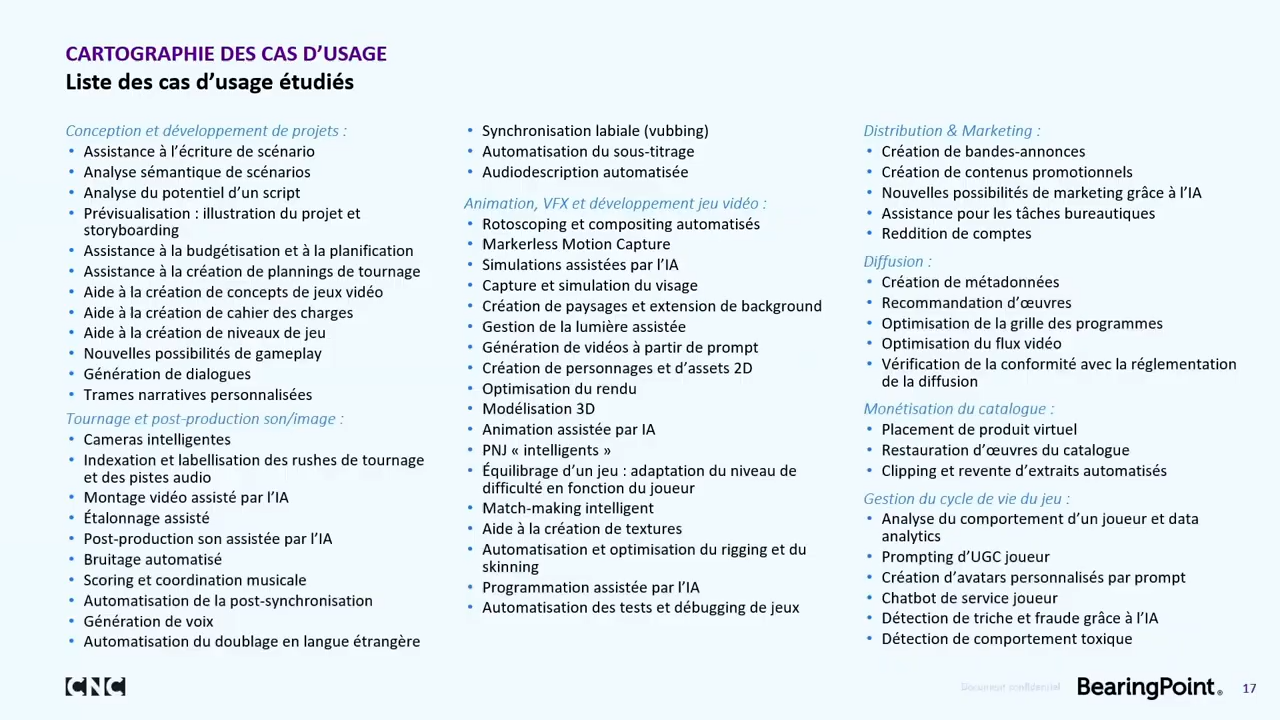 CARTOGRAPHIE DES CAS D’USAGE
Liste des cas d’usage étudiés
Conception et développement de projets :
• Assistance à l’écriture de scénario
• Analyse sémantique de scénarios
• Analyse du potentiel d’un script
• Prévisualisation : illustration du projet et
storyboarding
• Assistance à la budgétisation et à la planification
• Assistance à la création de plannings de tournage
• Aide à la création de concepts de jeux vidéo
• Aide à la création de cahier des charges
• Aide à la création de niveaux de jeu
• Nouvelles possibilités de gameplay
• Génération de dialogues
• Trames narratives personnalisées
Tournage et post-production son/image :
• Cameras intelligentes
• Indexation et labellisation des rushes de tournage
et des pistes audio
• Montage vidéo assisté par l’IA
• Étalonnage assisté
• Post-production son assistée par l’IA
• Bruitage automatisé
• Scoring et coordination musicale
• Automatisation de la post-synchronisation
• Génération de voix
• Automatisation du doublage en langue étrangère
• Synchronisation labiale (vubbing)
• Automatisation du sous-titrage
• Audiodescription automatisée
Animation, VFX et développement jeu vidéo :
• Rotoscoping et compositing automatisés
• Markerless Motion Capture
• Simulations assistées par l’IA
• Capture et simulation du visage
• Création de paysages et extension de background
• Gestion de la lumière assistée
• Génération de vidéos à partir de prompt
• Création de personnages et d’assets 2D
• Optimisation du rendu
• Modélisation 3D
• Animation assistée par IA
• PNJ « intelligents »
• Équilibrage d’un jeu : adaptation du niveau de
difficulté en fonction du joueur
• Match-making intelligent
• Aide à la création de textures
• Automatisation et optimisation du rigging et du
skinning
• Programmation assistée par l’IA
• Automatisation des tests et débugging de jeux
Distribution & Marketing :
• Création de bandes-annonces
• Création de contenus promotionnels
• Nouvelles possibilités de marketing grâce à l’IA
• Assistance pour les tâches bureautiques
• Reddition de comptes
Diffusion :
• Création de métadonnées
• Recommandation d’œuvres
• Optimisation de la grille des programmes
• Optimisation du flux vidéo
• Vérification de la conformité avec la réglementation
de la diffusion
Monétisation du catalogue :
• Placement de produit virtuel
• Restauration d’œuvres du catalogue
• Clipping et revente d’extraits automatisés
Gestion du cycle de vie du jeu :
• Analyse du comportement d’un joueur et data
analytics
• Prompting d’UGC joueur
• Création d’avatars personnalisés par prompt
• Chatbot de service joueur
• Détection de triche et fraude grâce à l’IA
• Détection de comportement toxique
CNC
Document confidentiel
BearingPoint®
17